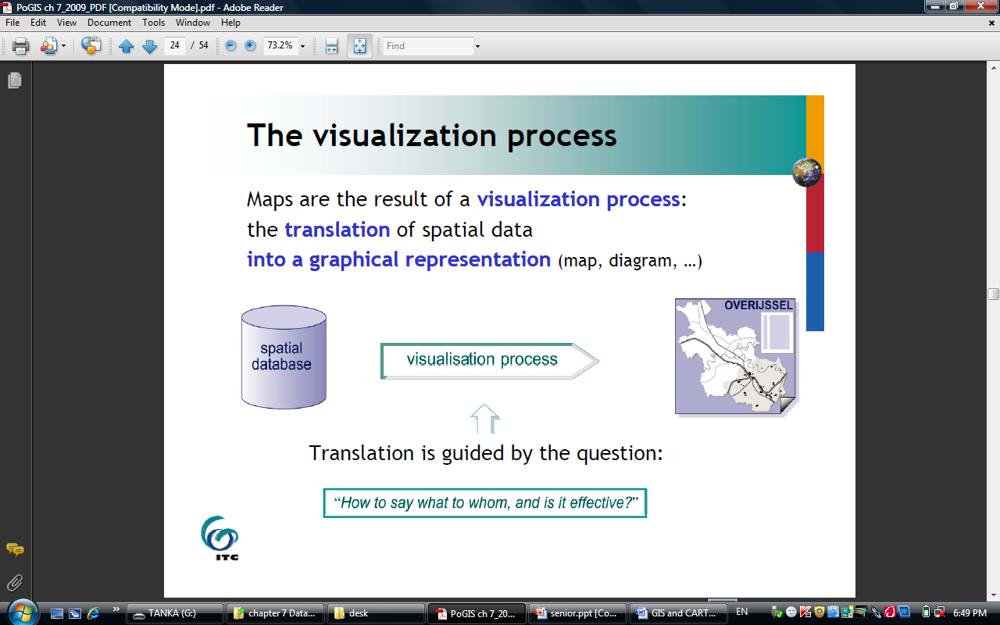 PoGIS ch 7_2009_PDF [Compatibility Mode].pdf - Adobe Reader
File Edit View Document Tools Window Help
24 / 54 73.2% Find
The visualization process
Maps are the result of a visualization process:
the translation of spatial data
into a graphical representation (map, diagram, …)
OVERIJSSEL
spatial
database
visualisation process
Translation is guided by the question:
“How to say what to whom, and is it effective?”
ITC
» TANKA (G:) chapter 7 Data... desk PoGIS ch 7_20... senior.ppt [Co... GIS and CART... EN 6:49 PM